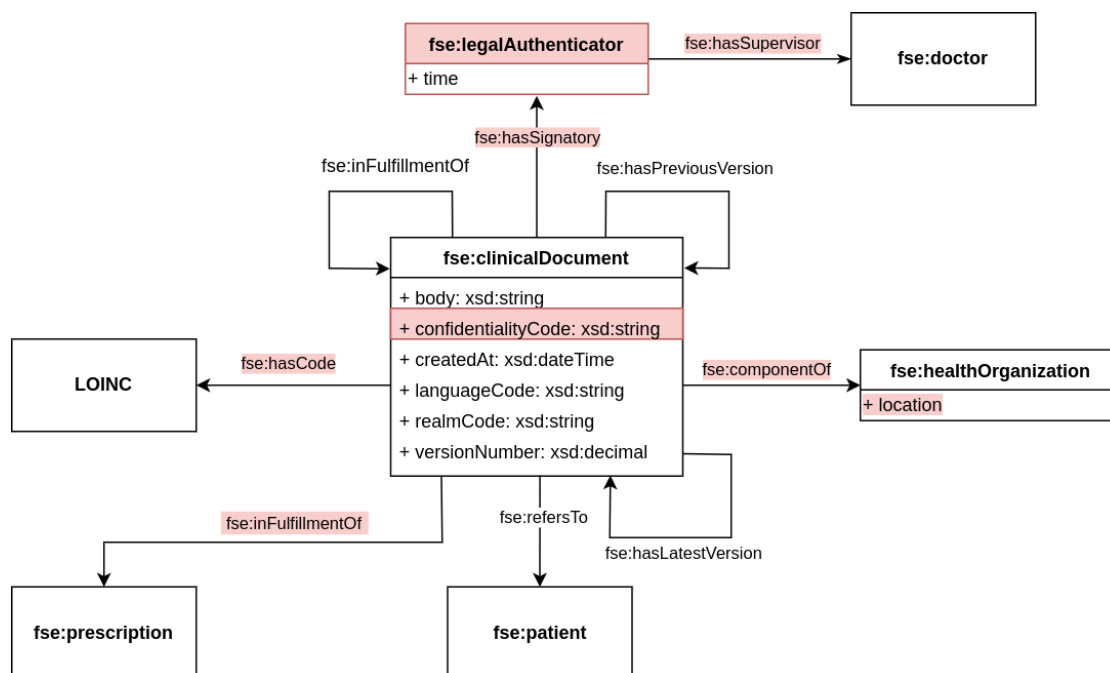 fse:legalAuthenticator
+ time
fse:hasSupervisor
fse:doctor
fse:hasSignatory
fse:inFulfillmentOf
fse:hasPreviousVersion
fse:clinicalDocument
+ body: xsd:string
+ confidentialityCode: xsd:string
+ createdAt: xsd:dateTime
+ languageCode: xsd:string
+ realmCode: xsd:string
+ versionNumber: xsd:decimal
LOINC
fse:hasCode
fse:componentOf
fse:healthOrganization
+ location
fse:inFulfillmentOf
fse:refersTo
fse:hasLatestVersion
fse:prescription
fse:patient